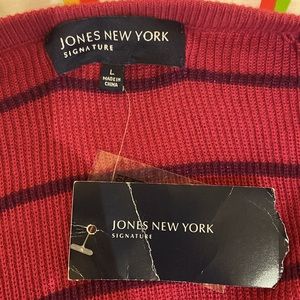 JONES NEW YORK
SIGNATURE
L
MADE IN
CHINA
JONES NEW YORK
SIGNATURE